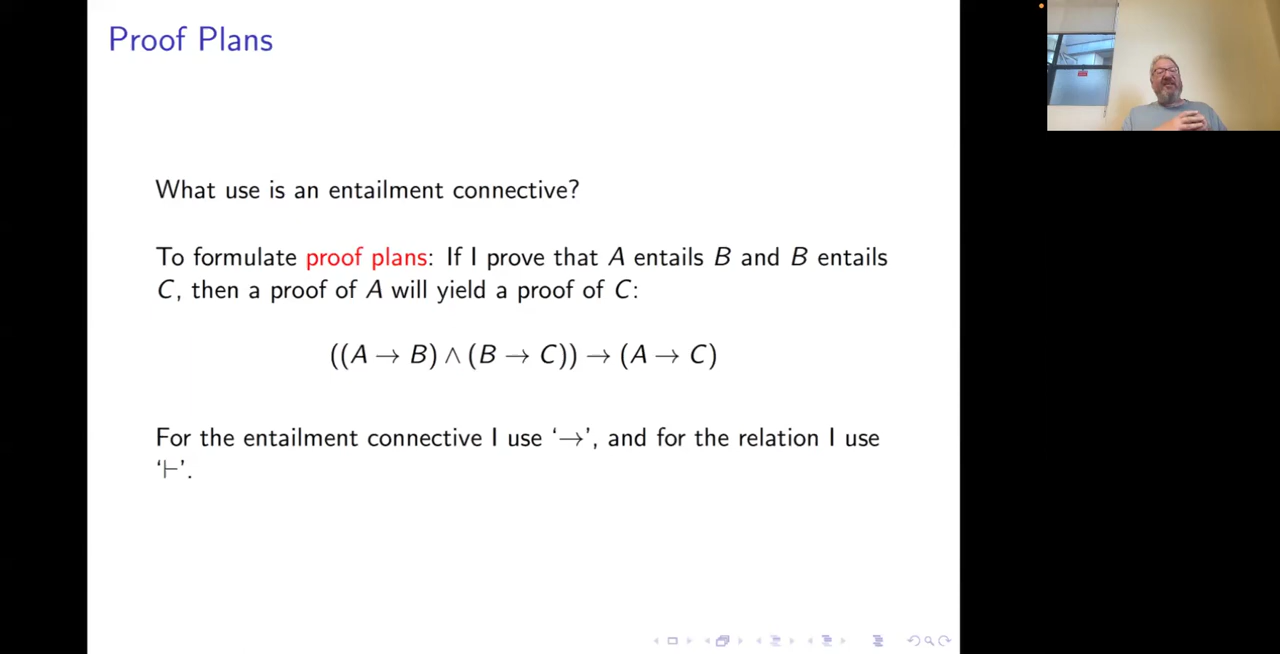 Proof Plans
What use is an entailment connective?
To formulate proof plans: If I prove that A entails B and B entails
C, then a proof of A will yield a proof of C:
((A → B) ∧ (B → C)) → (A → C)
For the entailment connective I use ‘→’, and for the relation I use
‘⊢’.